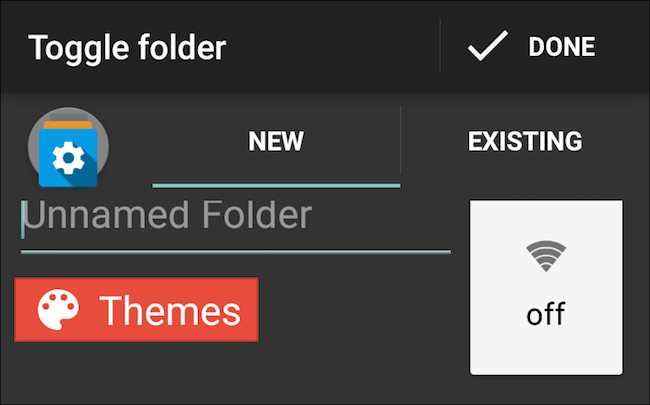 Toggle folder
DONE
NEW
EXISTING
Unnamed Folder
Themes
off